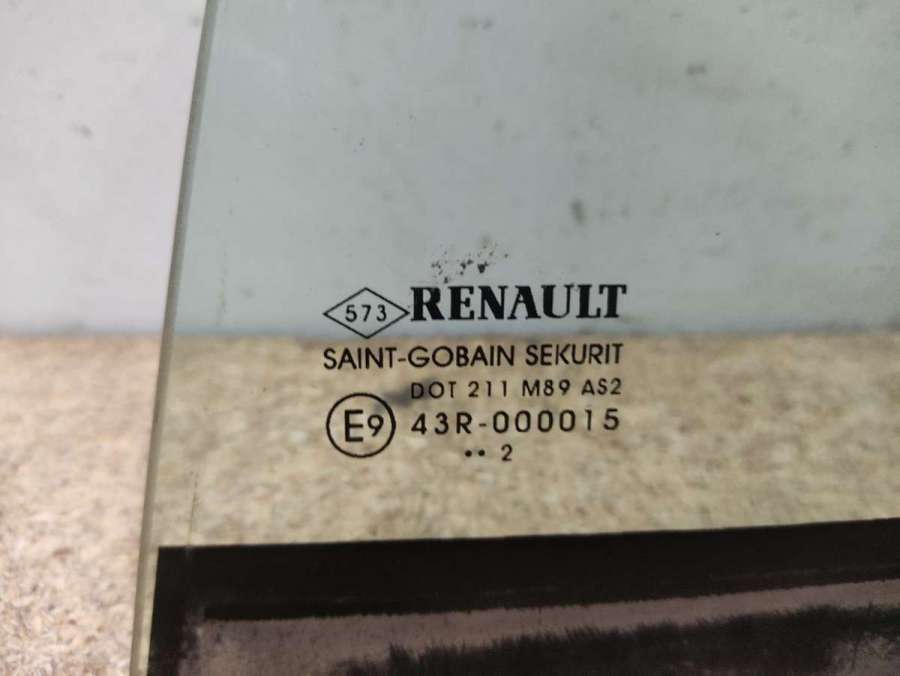 573 RENAULT
SAINT-GOBAIN SEKURIT
DOT 211 M89 AS2
E9 43R-000015
•• 2